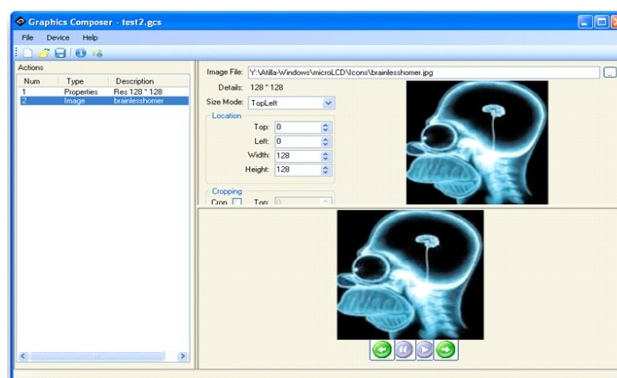 Graphics Composer - test2.gcs
File Device Help
Actions
Num Type Description
1 Properties Res 128 * 128
2 Image brainlesshomer
Image File: Y:\Atilla-Windows\microLCD\Icons\brainlesshomer.jpg ...
Details: 128 * 128
Size Mode: TopLeft
Location
Top: 0
Left: 0
Width: 128
Height: 128
Cropping
Crop Top: 0